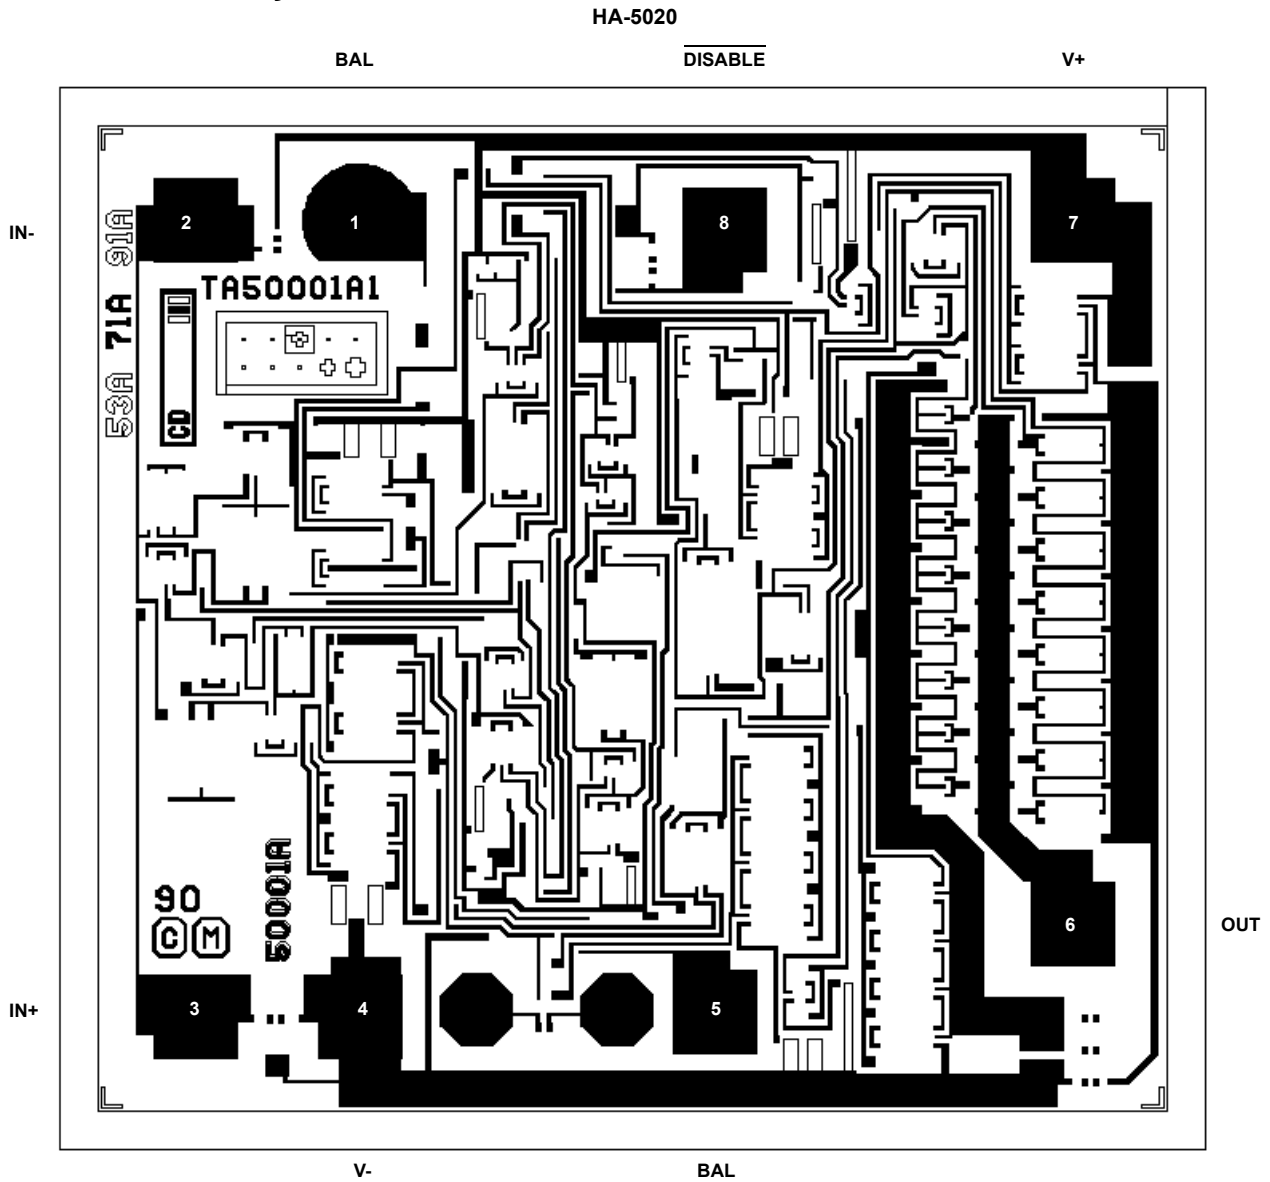 HA-5020
BAL
DISABLE
V+
IN-
2
1
8
7
91A
TA50001A1
71A
53A
CD
6
OUT
50001A
90
C M
IN+
3
4
5
V-
BAL